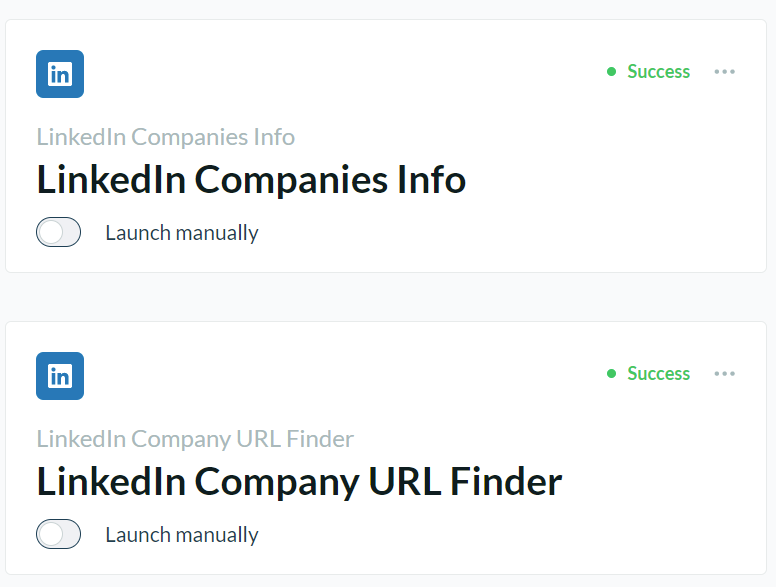 in
Success
LinkedIn Companies Info
LinkedIn Companies Info
Launch manually
in
Success
LinkedIn Company URL Finder
LinkedIn Company URL Finder
Launch manually